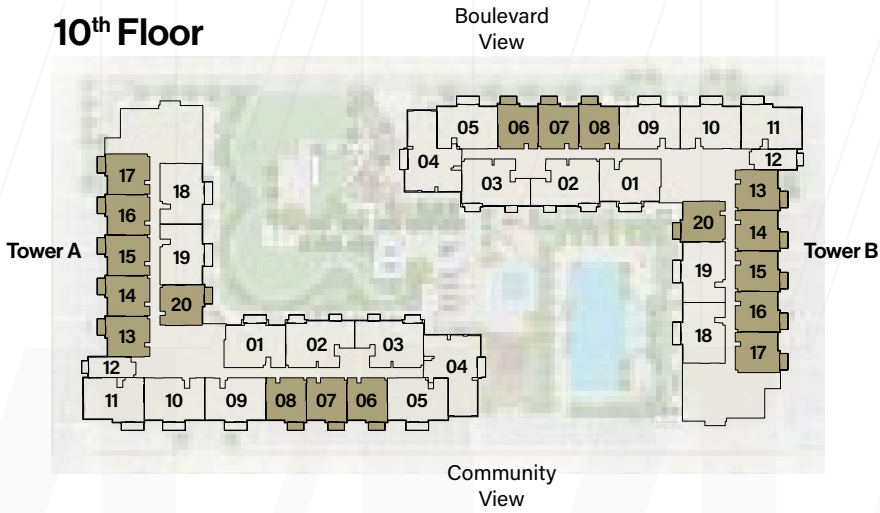 10th Floor
Boulevard
View
05 06 07 08 09 10 11
04
12
03 02 01
17 18
13
16
20
14
Tower A 15 19 19 15 Tower B
14 20
16
13
18
17
01 02 03
12
04
11 10 09 08 07 06 05
Community
View